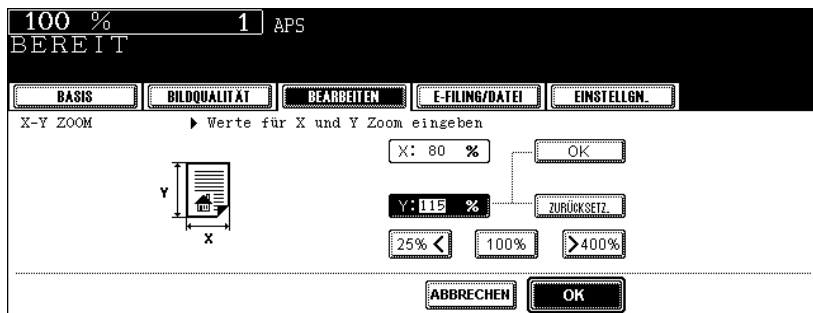 100 % 1 APS
BEREIT
BASIS BILDQUALITÄT BEARBEITEN E-FILING/DATEI EINSTELLGN.
X-Y ZOOM ▶ Werte für X und Y Zoom eingeben
X: 80 % OK
Y
Y:115 % ZURÜCKSETZ.
X
25% < 100% >400%
ABBRECHEN OK